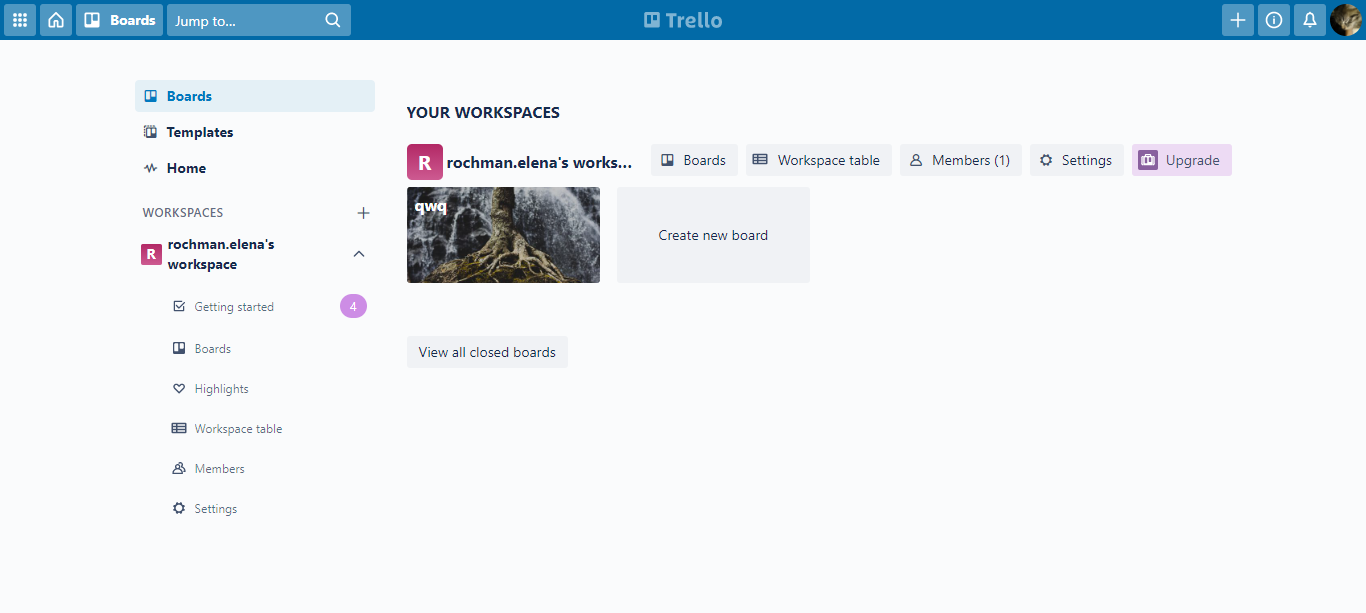 Boards
Jump to...
Trello
Boards
Templates
Home
WORKSPACES
R
rochman.elena's
workspace
Getting started
4
Boards
Highlights
Workspace table
Members
Settings
YOUR WORKSPACES
R
rochman.elena's works...
Boards
Workspace table
Members (1)
Settings
Upgrade
qwq
Create new board
View all closed boards